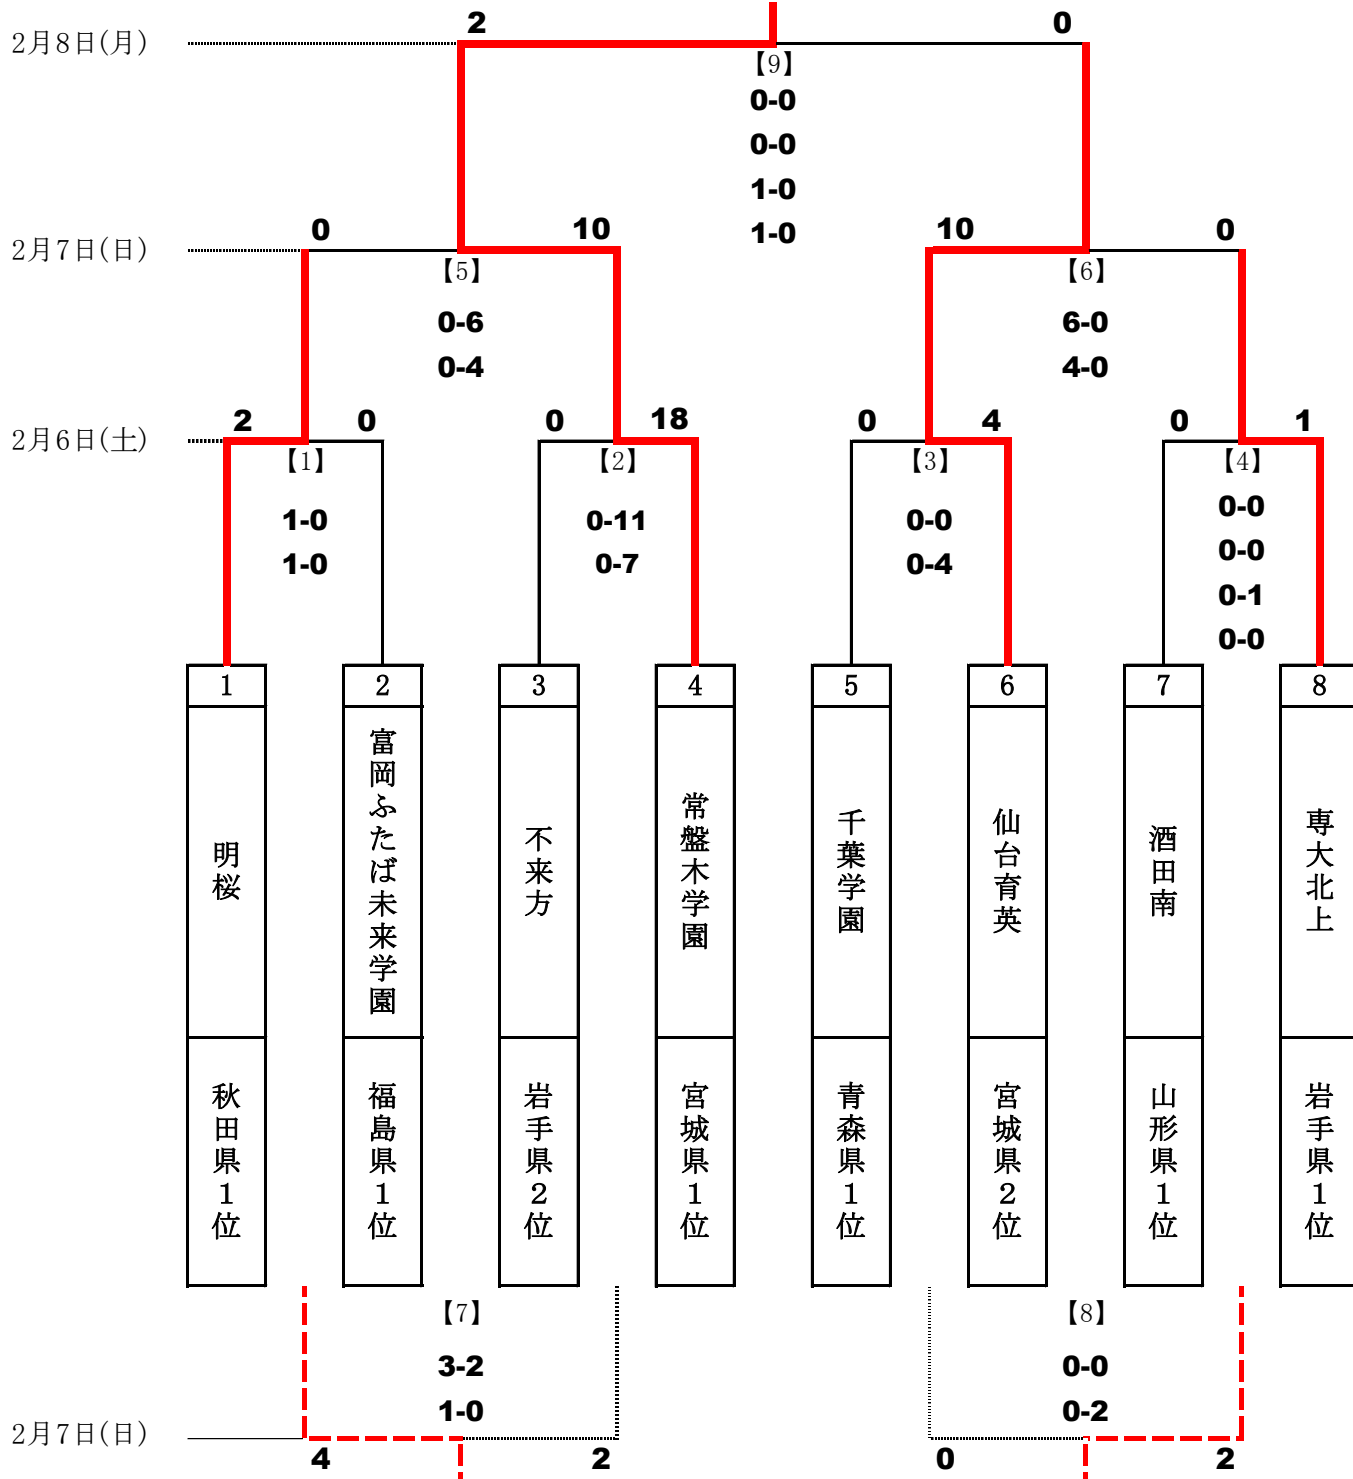 2 0
2月8日(月)
【9】
0-0
0-0
1-0
1-0
0 10 10 0
2月7日(日)
【5】 【6】
0-6 6-0
0-4 4-0
2 0 0 18 0 4 0 1
2月6日(土)
【1】 【2】 【3】 【4】
1-0 0-11 0-0 0-0
1-0 0-7 0-4 0-0
0-1
0-0
1 2 3 4 5 6 7 8
明桜
富岡ふたば未来学園
不来方
常盤木学園
千葉学園
仙台育英
酒田南
専大北上
秋田県1位
福島県1位
岩手県2位
宮城県1位
青森県1位
宮城県2位
山形県1位
岩手県1位
【7】 【8】
3-2 0-0
1-0 0-2
2月7日(日)
4 2 0 2